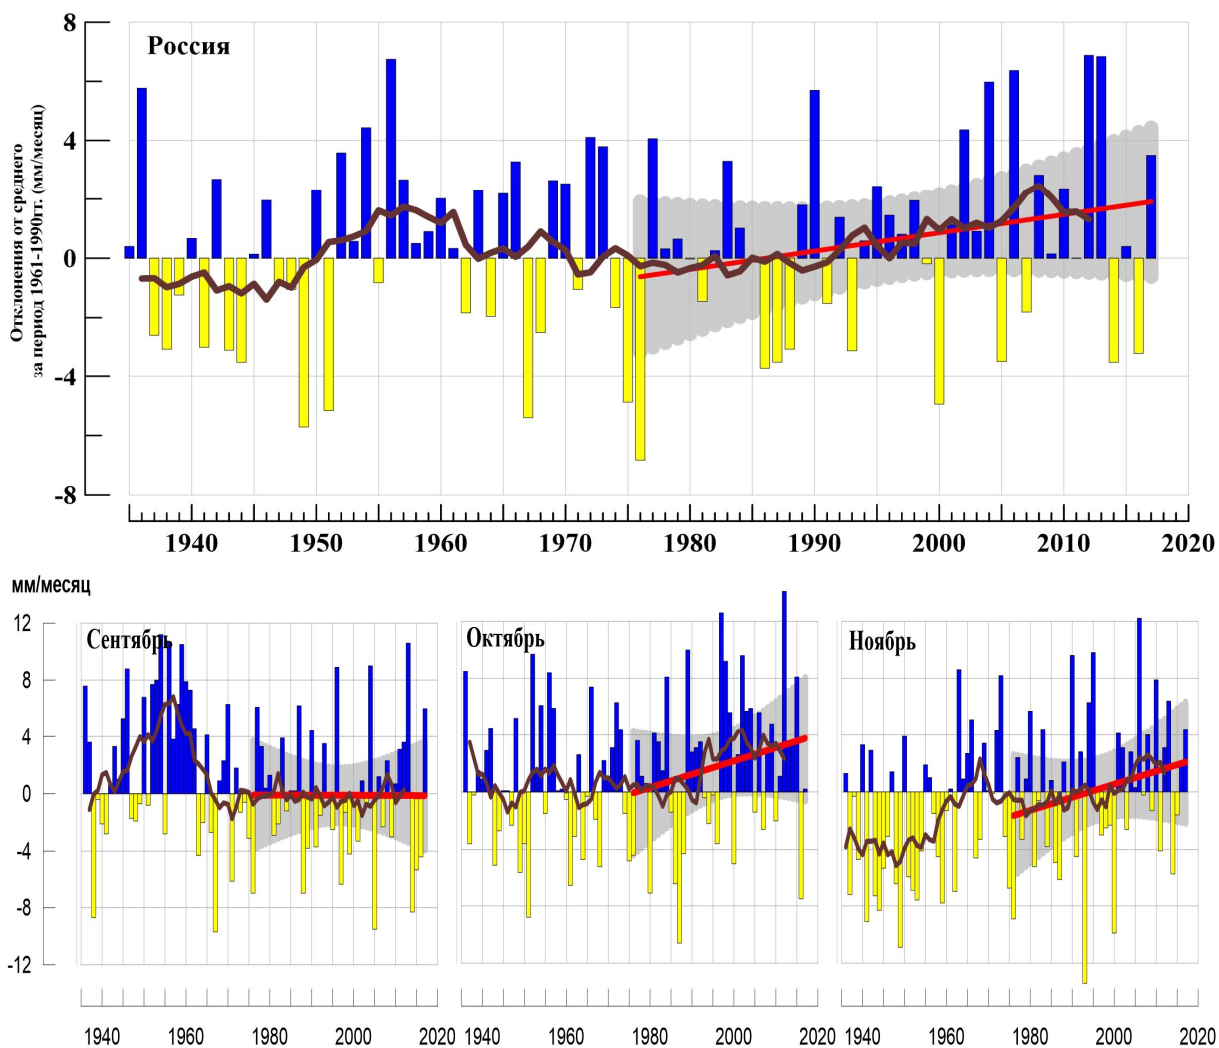 8
Россия
4
0
-4
-8
Отклонения от среднего
за период 1961-1990гг. (мм/месяц)
1940 1950 1960 1970 1980 1990 2000 2010 2020
мм/месяц
12
8
4
0
-4
-8
-12
Сентябрь
Октябрь
Ноябрь
1940 1960 1980 2000 2020
1940 1960 1980 2000 2020
1940 1960 1980 2000 2020